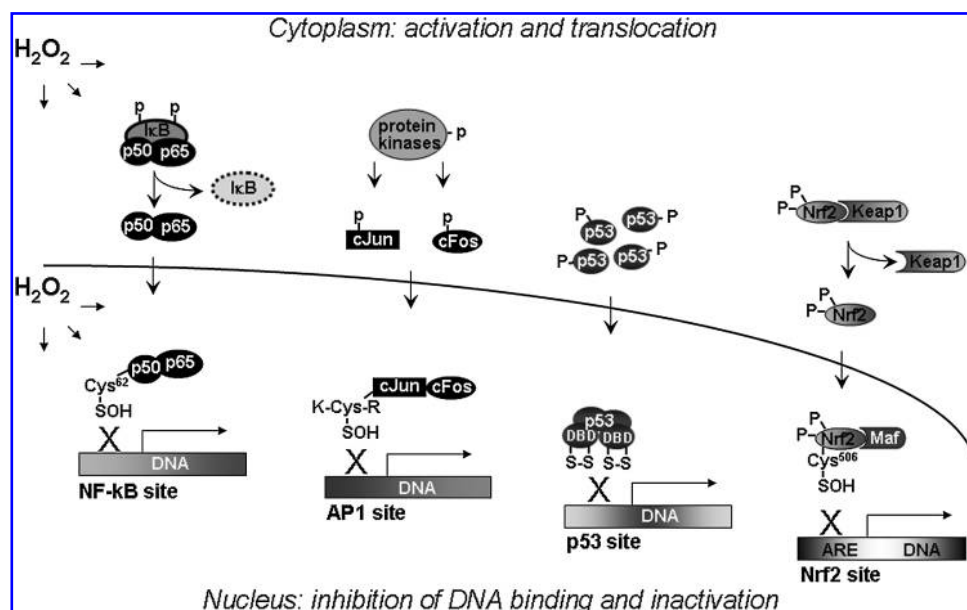 Cytoplasm: activation and translocation
H2O2
p p
IκB
p50 p65
IκB
p50 p65
protein
kinases
p
p p
cJun cFos
P
p53
p53
P
P
p53
p53
P
P
P
Nrf2 Keap1
Keap1
P
P
Nrf2
H2O2
p50 p65
Cys62
SOH
X
DNA
NF-kB site
cJun cFos
K-Cys-R
SOH
X
DNA
AP1 site
p53
DBD DBD
S-S S-S
X
DNA
p53 site
P
P
Nrf2 Maf
Cys506
SOH
X
ARE DNA
Nrf2 site
Nucleus: inhibition of DNA binding and inactivation